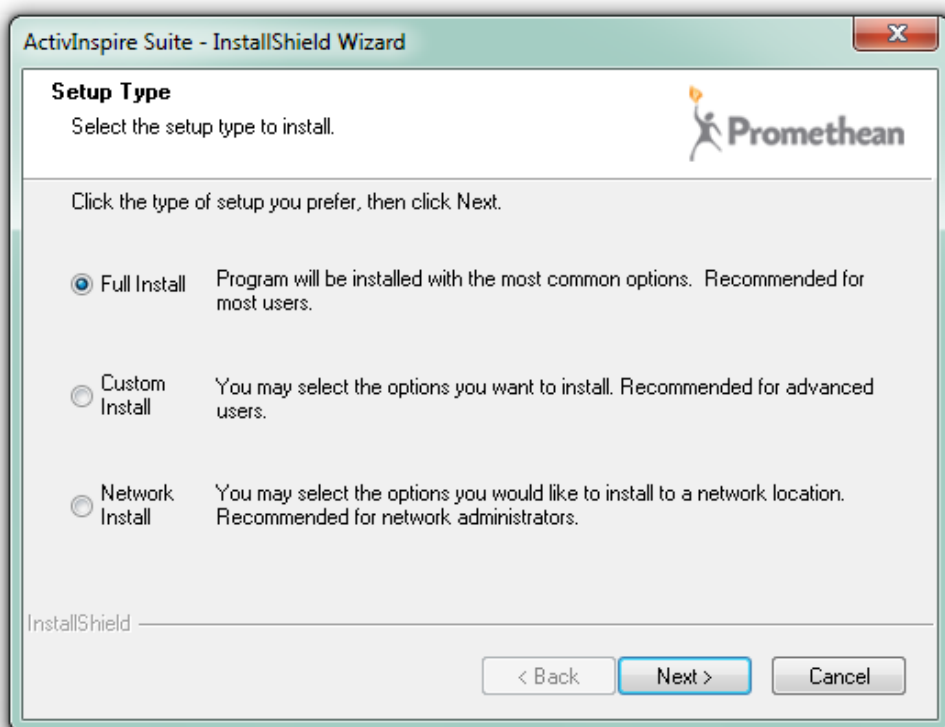 ActivInspire Suite - InstallShield Wizard
Setup Type
Select the setup type to install.
Promethean
Click the type of setup you prefer, then click Next.
Full Install
Program will be installed with the most common options.  Recommended for
most users.
Custom
Install
You may select the options you want to install. Recommended for advanced
users.
Network
Install
You may select the options you would like to install to a network location.
Recommended for network administrators.
InstallShield
< Back
Next >
Cancel